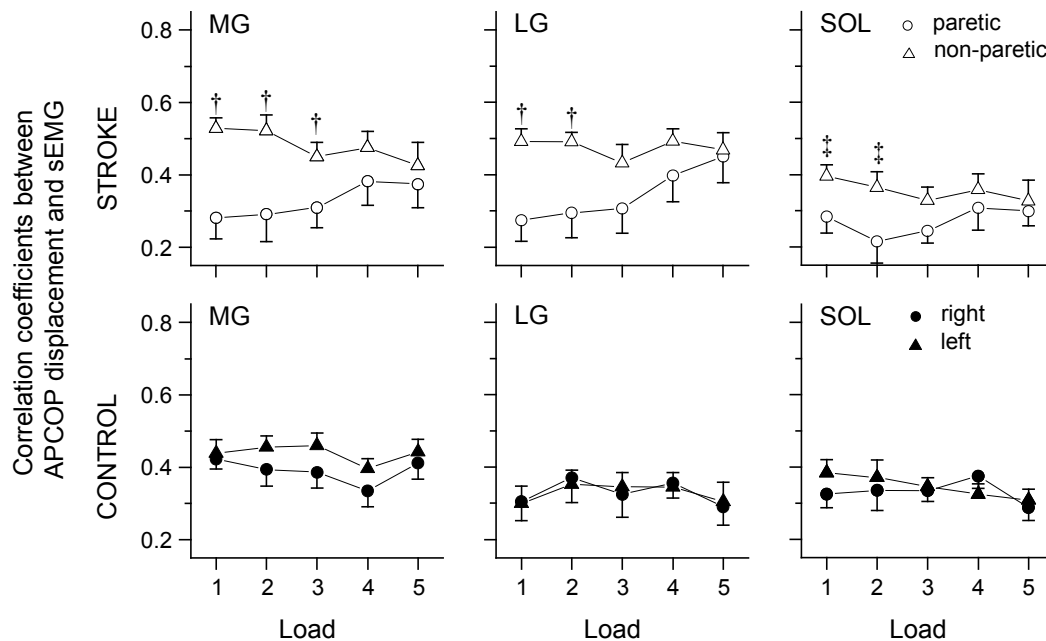 Correlation coefficients between
APCOP displacement and sEMG
STROKE
MG
LG
SOL
paretic
non-paretic
0.8
0.6
0.4
0.2
†
†
†
†
†
‡
‡
CONTROL
MG
LG
SOL
right
left
0.8
0.6
0.4
0.2
1 2 3 4 5
1 2 3 4 5
1 2 3 4 5
Load
Load
Load